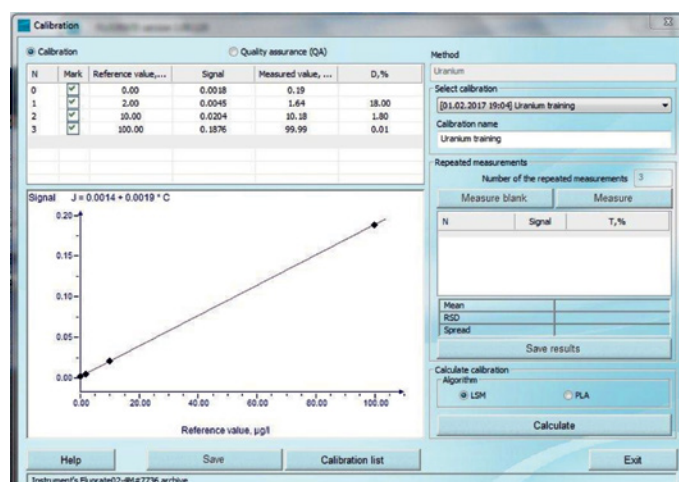 Calibration
Calibration
Quality assurance (QA)
N Mark Reference value,... Signal Measured value, ... D,%
0 0.00 0.0018 0.19
1 2.00 0.0045 1.64 18.00
2 10.00 0.0204 10.18 1.80
3 100.00 0.1876 99.99 0.01
Signal J = 0.0014 + 0.0019 * C
0.20
0.15
0.10
0.05
0.00
0.00 20.00 40.00 60.00 80.00 100.00
Reference value, µg/l
Method
Uranium
Select calibration
[01.02.2017 19:04] Uranium training
Calibration name
Uranium training
Repeated measurements
Number of the repeated measurements 3
Measure blank Measure
N Signal T,%
Mean
RSD
Spread
Save results
Calculate calibration
Algorithm
LSM PLA
Calculate
Help Save Calibration list Exit